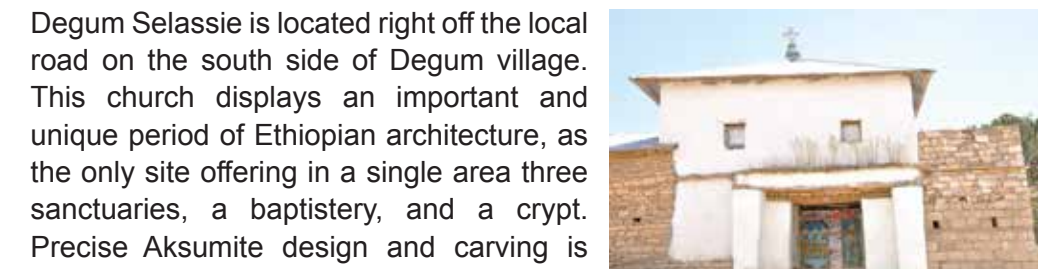 Degum Selassie is located right off the local
road on the south side of Degum village.
This church displays an important and
unique period of Ethiopian architecture, as
the only site offering in a single area three
sanctuaries, a baptistery, and a crypt.
Precise Aksumite design and carving is